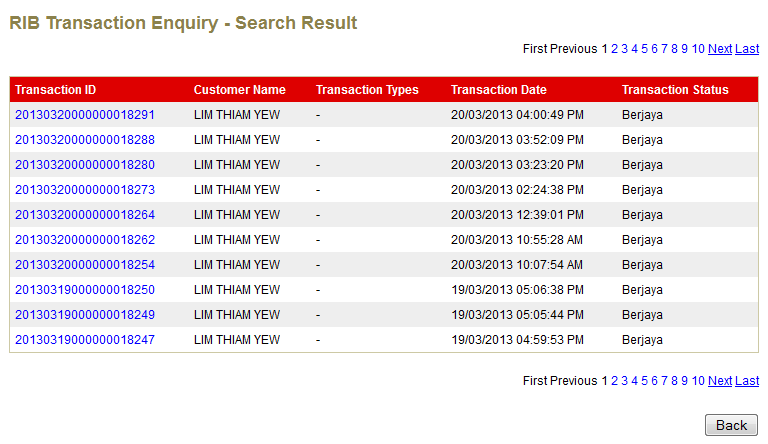 RIB Transaction Enquiry - Search Result
First Previous 1 2 3 4 5 6 7 8 9 10 Next Last
Transaction ID Customer Name Transaction Types Transaction Date Transaction Status
20130320000000018291 LIM THIAM YEW - 20/03/2013 04:00:49 PM Berjaya
20130320000000018288 LIM THIAM YEW - 20/03/2013 03:52:09 PM Berjaya
20130320000000018280 LIM THIAM YEW - 20/03/2013 03:23:20 PM Berjaya
20130320000000018273 LIM THIAM YEW - 20/03/2013 02:24:38 PM Berjaya
20130320000000018264 LIM THIAM YEW - 20/03/2013 12:39:01 PM Berjaya
20130320000000018262 LIM THIAM YEW - 20/03/2013 10:55:28 AM Berjaya
20130320000000018254 LIM THIAM YEW - 20/03/2013 10:07:54 AM Berjaya
20130319000000018250 LIM THIAM YEW - 19/03/2013 05:06:38 PM Berjaya
20130319000000018249 LIM THIAM YEW - 19/03/2013 05:05:44 PM Berjaya
20130319000000018247 LIM THIAM YEW - 19/03/2013 04:59:53 PM Berjaya
First Previous 1 2 3 4 5 6 7 8 9 10 Next Last
Back